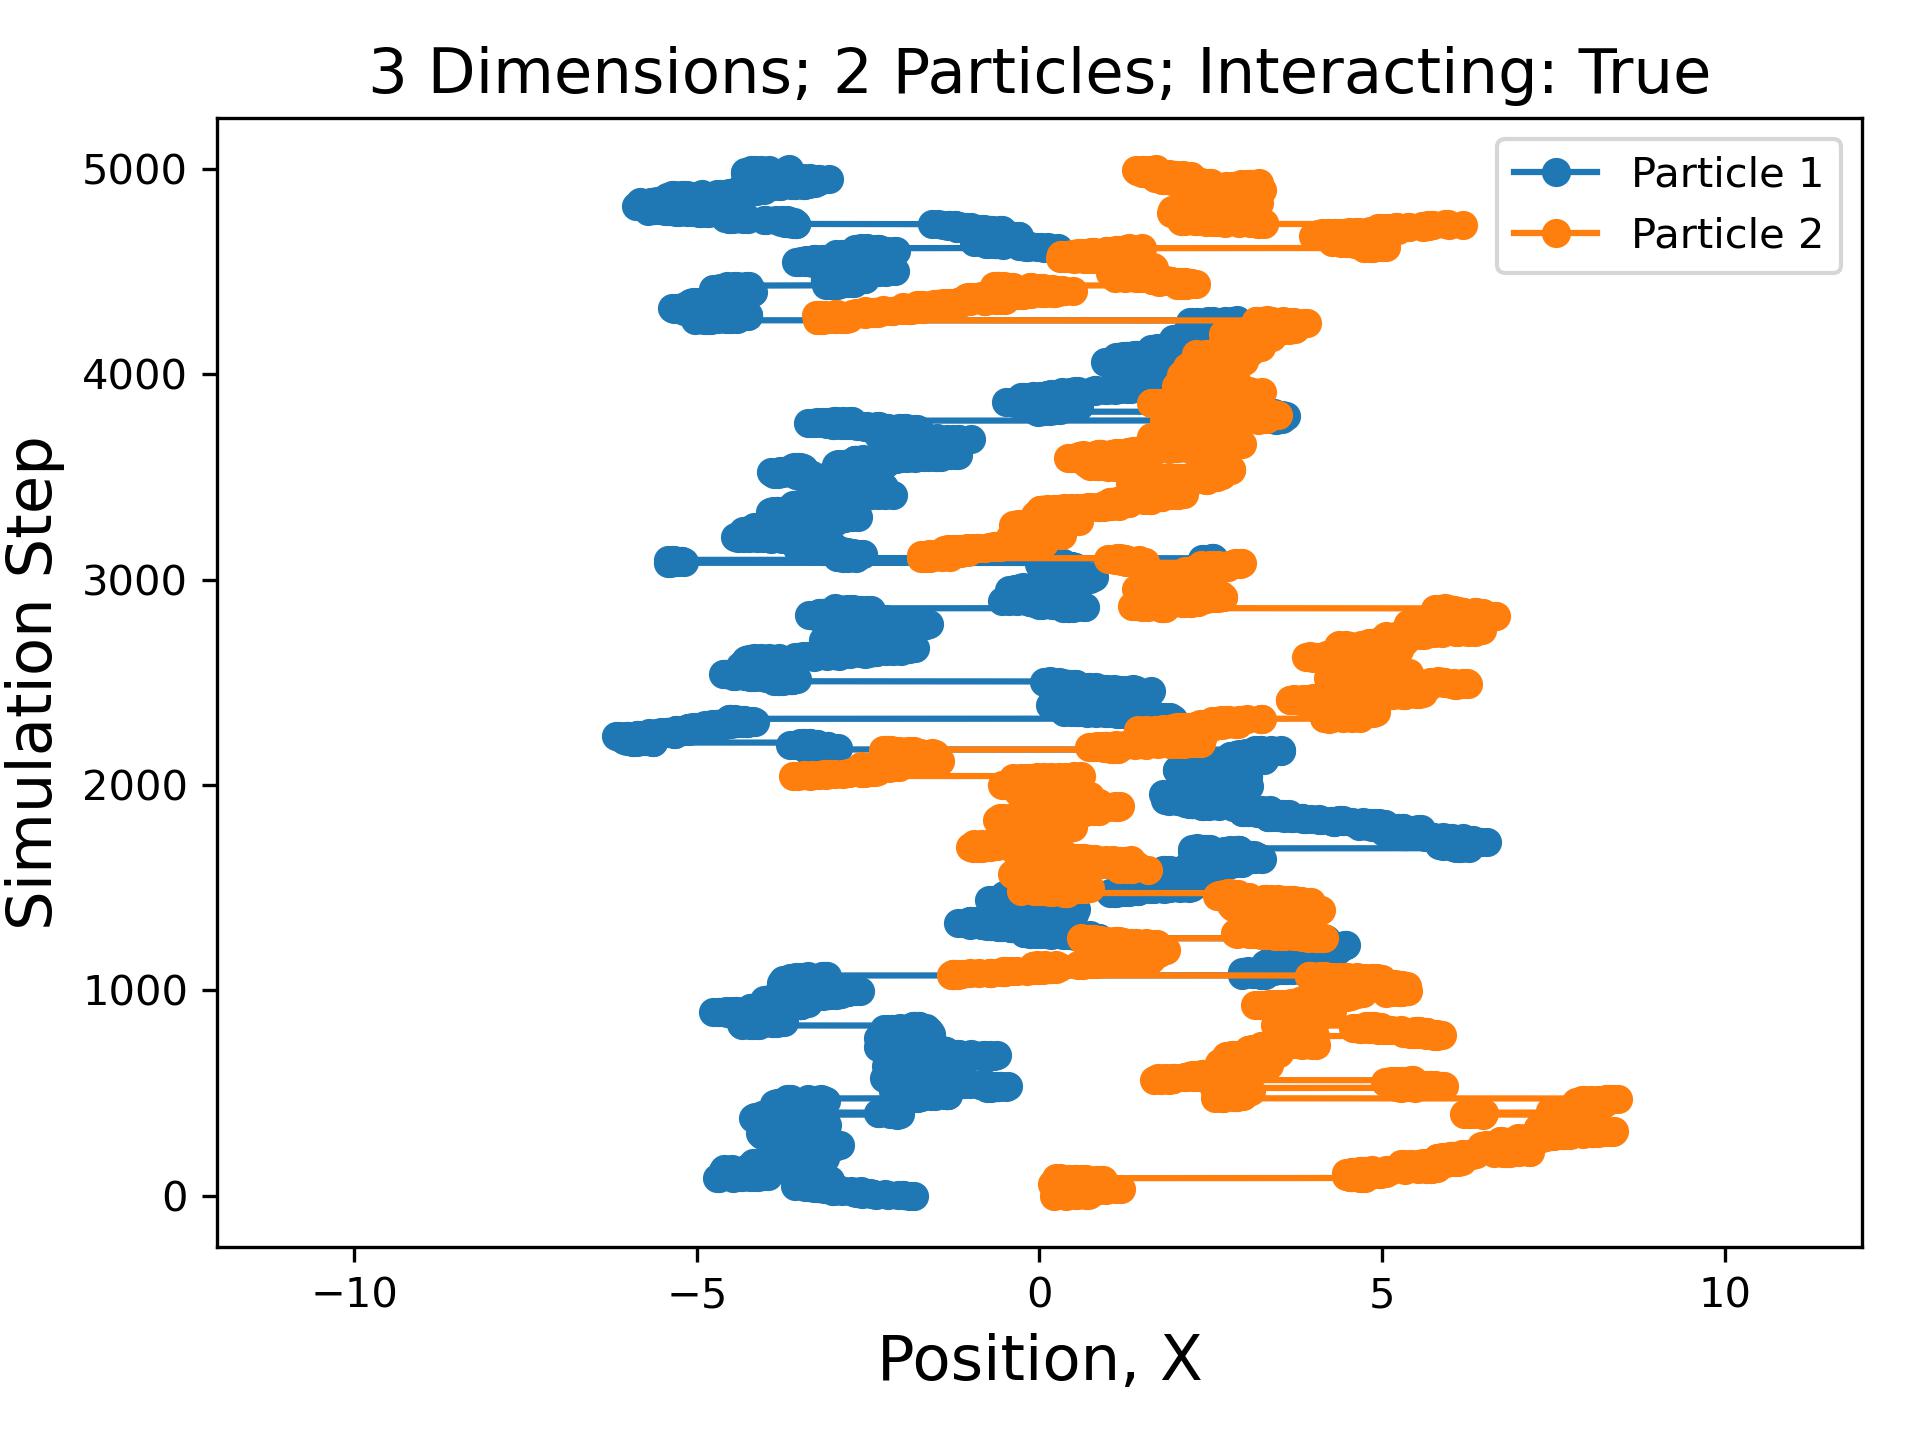 3 Dimensions; 2 Particles; Interacting: True
Particle 1
Particle 2
Simulation Step
5000
4000
3000
2000
1000
0
−10
−5
0
5
10
Position, X